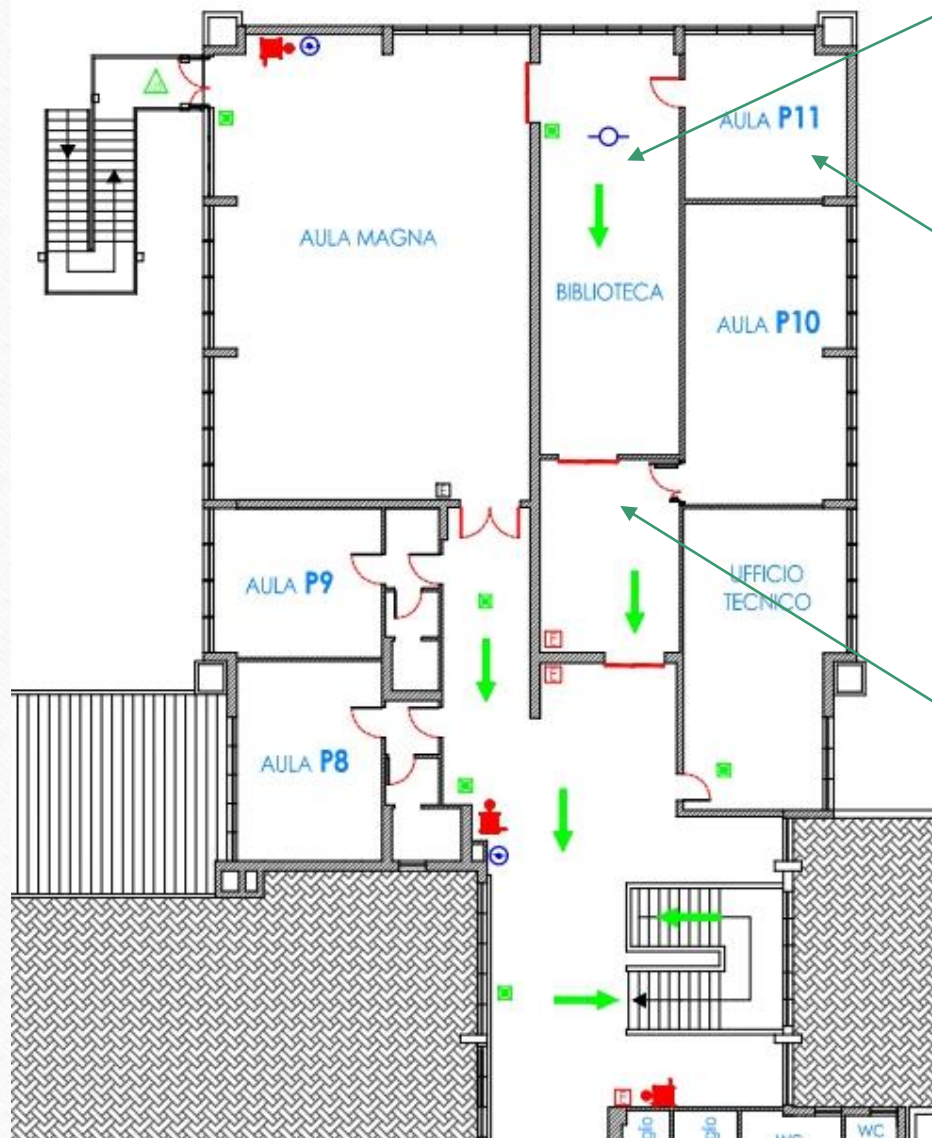 AULA P11
AULA MAGNA
BIBLIOTECA
AULA P10
AULA P9
UFFICIO
TECNICO
AULA P8
WC
WC